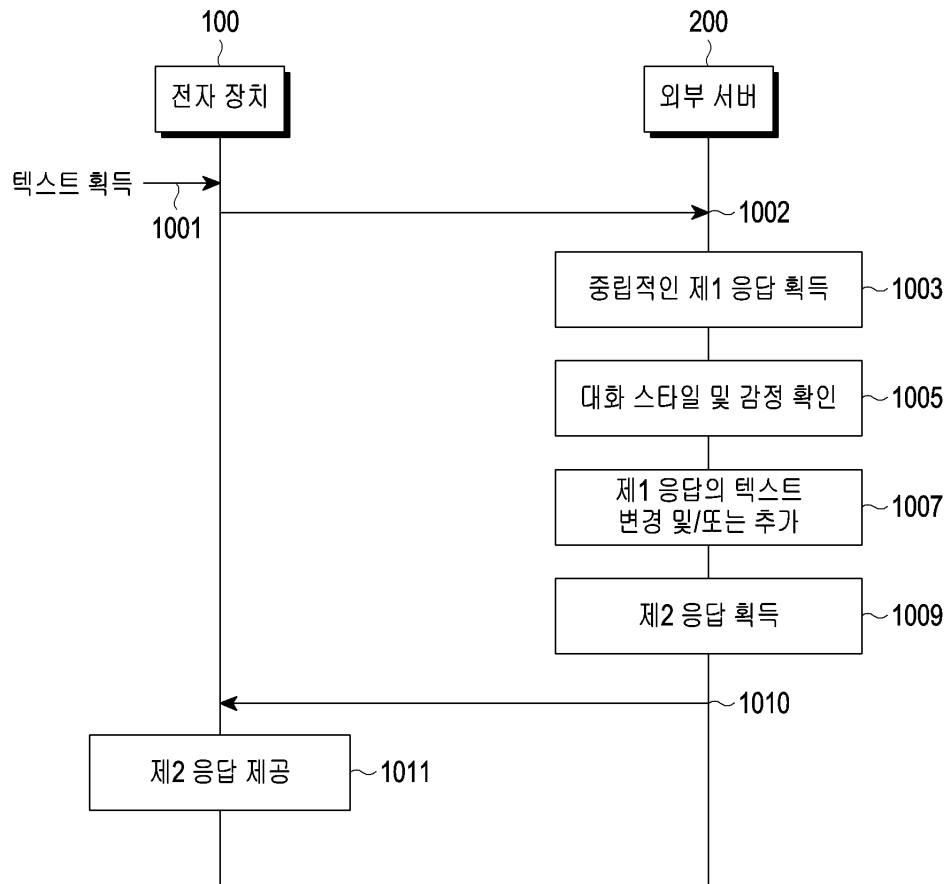 100
200
전자 장치
외부 서버
텍스트 획득
1001
1002
중립적인 제1 응답 획득
1003
대화 스타일 및 감정 확인
1005
제1 응답의 텍스트
변경 및/또는 추가
1007
제2 응답 획득
1009
1010
제2 응답 제공
1011